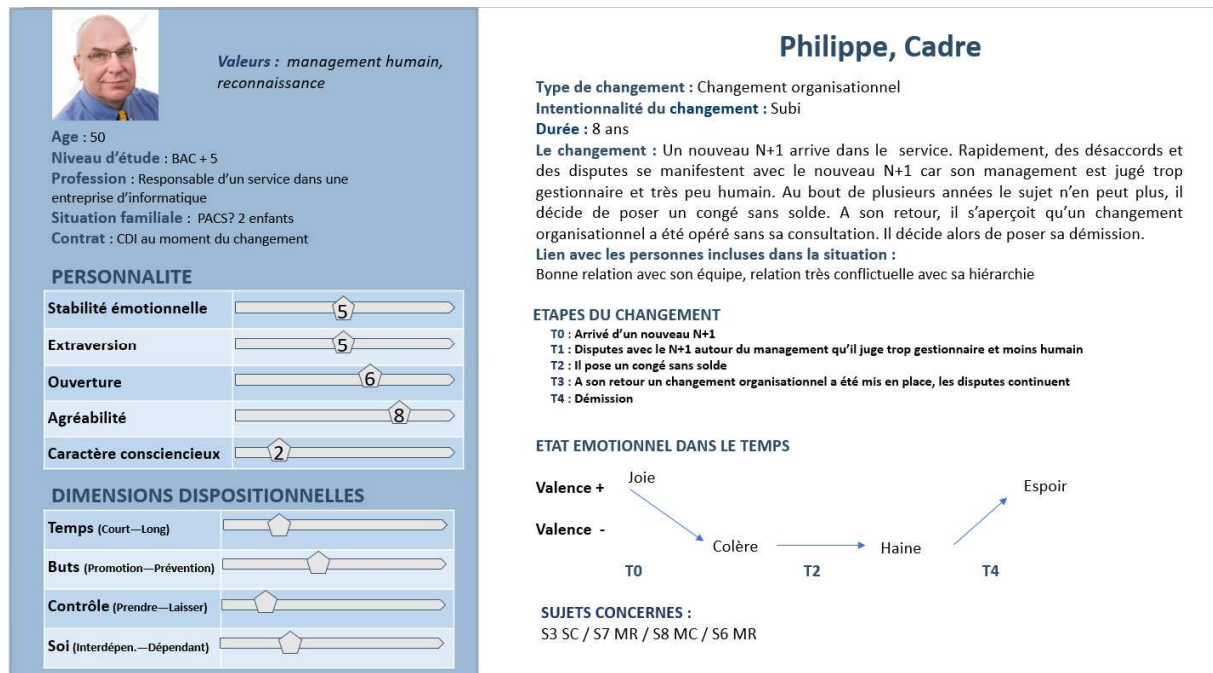 Valeurs : management humain,
reconnaissance
Age : 50
Niveau d'étude : BAC + 5
Profession : Responsable d'un service dans une
entreprise d'informatique
Situation familiale : PACS? 2 enfants
Contrat : CDI au moment du changement
PERSONNALITE
Stabilité émotionnelle 5
Extraversion 5
Ouverture 6
Agréabilité 8
Caractère consciencieux 2
DIMENSIONS DISPOSITIONNELLES
Temps (Court—Long)
Buts (Promotion—Prévention)
Contrôle (Prendre—Laisser)
Soi (Interdépen.—Dépendant)
Philippe, Cadre
Type de changement : Changement organisationnel
Intentionnalité du changement : Subi
Durée : 8 ans
Le changement : Un nouveau N+1 arrive dans le service. Rapidement, des désaccords et
des disputes se manifestent avec le nouveau N+1 car son management est jugé trop
gestionnaire et très peu humain. Au bout de plusieurs années le sujet n'en peut plus, il
décide de poser un congé sans solde. A son retour, il s'aperçoit qu'un changement
organisationnel a été opéré sans sa consultation. Il décide alors de poser sa démission.
Lien avec les personnes incluses dans la situation :
Bonne relation avec son équipe, relation très conflictuelle avec sa hiérarchie
ETAPES DU CHANGEMENT
T0 : Arrivé d'un nouveau N+1
T1 : Disputes avec le N+1 autour du management qu'il juge trop gestionnaire et moins humain
T2 : Il pose un congé sans solde
T3 : A son retour un changement organisationnel a été mis en place, les disputes continuent
T4 : Démission
ETAT EMOTIONNEL DANS LE TEMPS
Valence + Joie Espoir
Valence -
Colère Haine
T0 T2 T4
SUJETS CONCERNES :
S3 SC / S7 MR / S8 MC / S6 MR